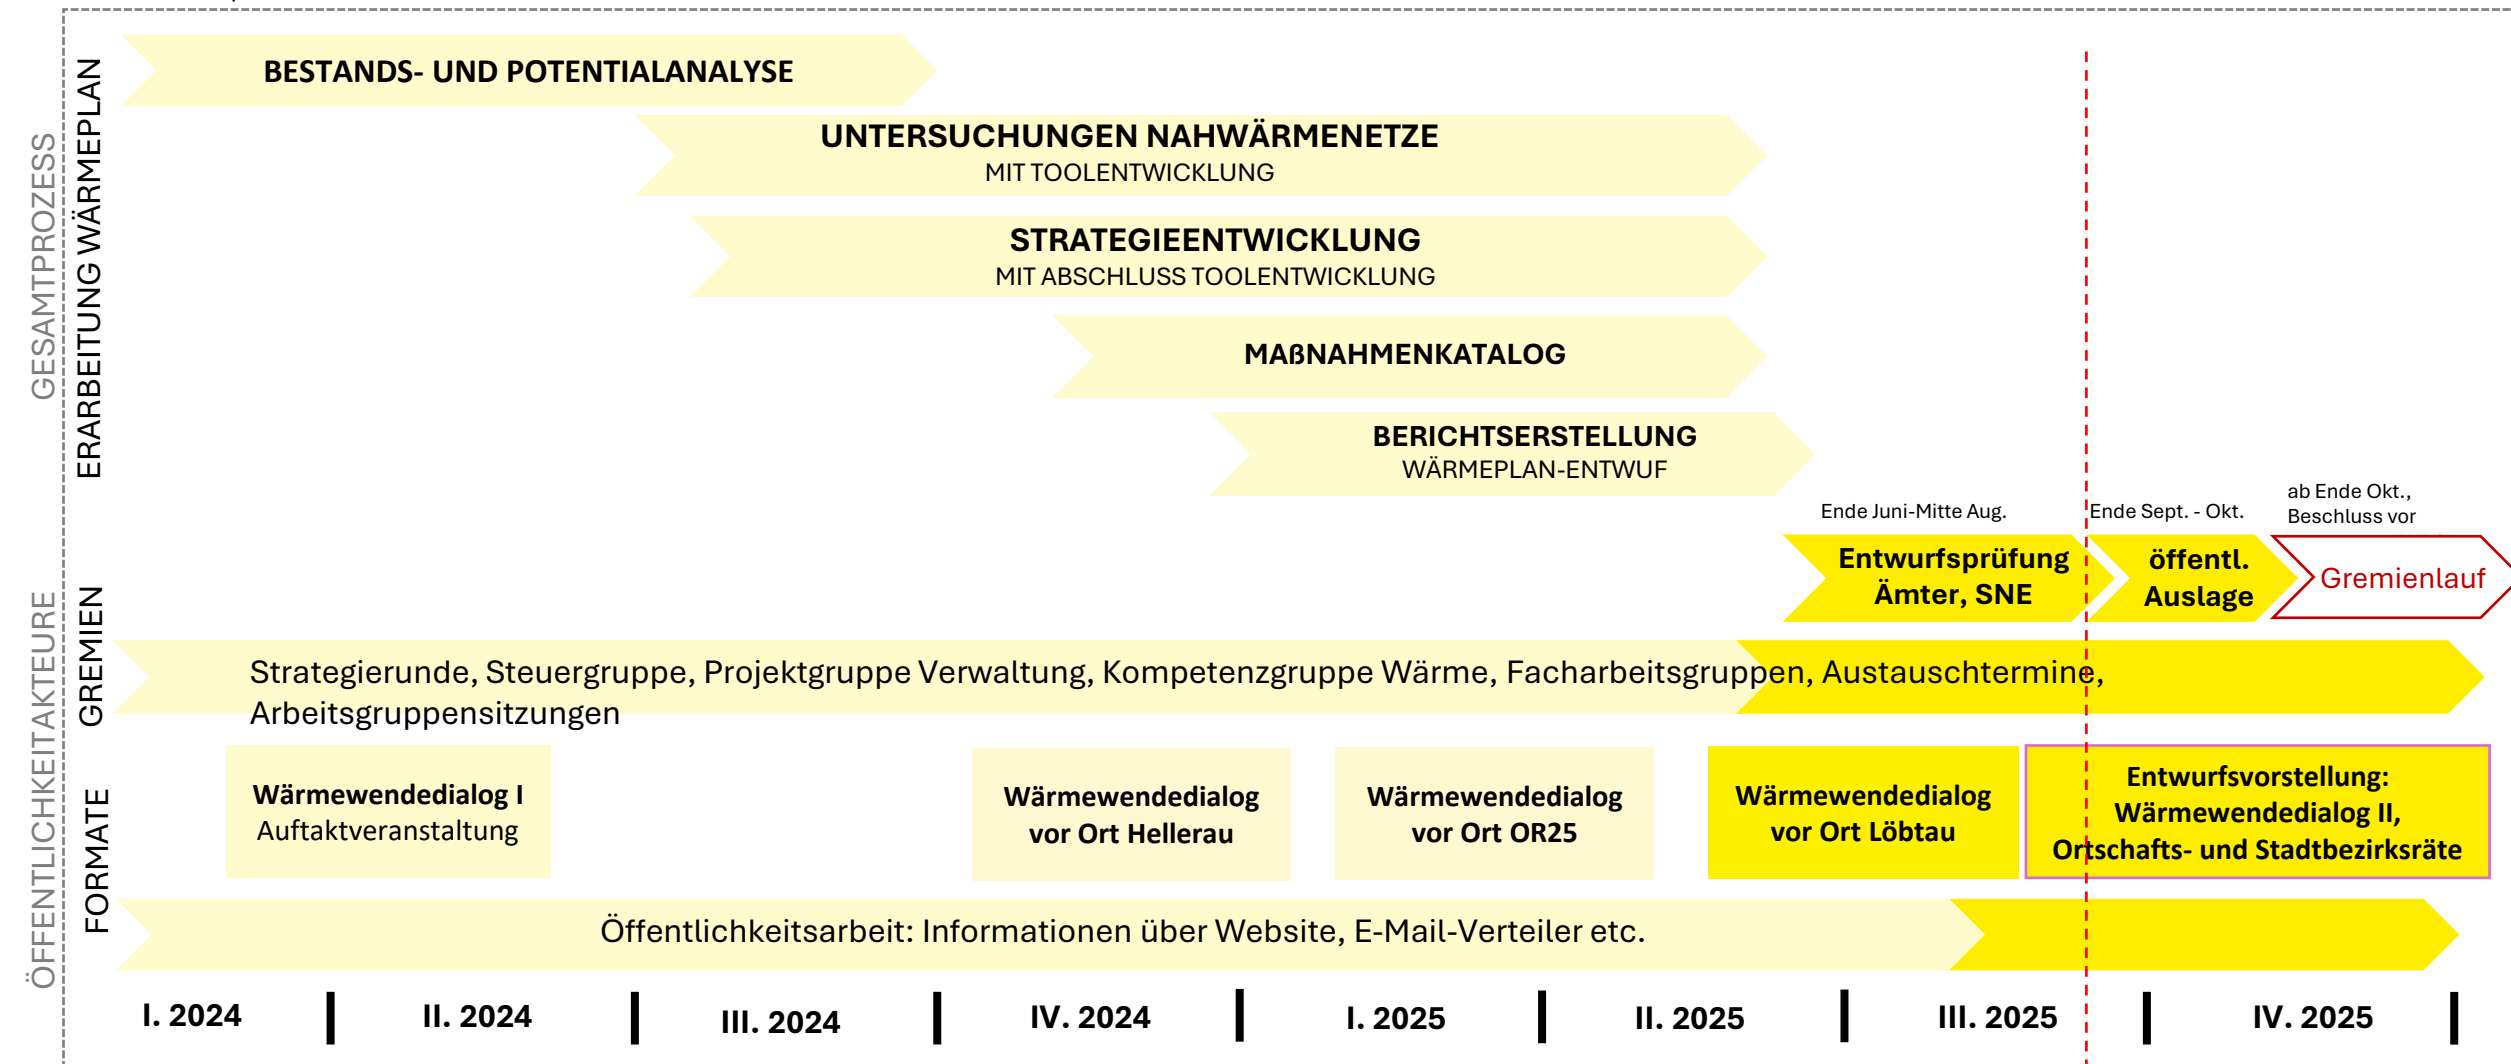 GESAMTPROZESS
ERARBEITUNG WÄRMEPLAN
BESTANDS- UND POTENTIALANALYSE
UNTERSUCHUNGEN NAHWÄRMENETZE
MIT TOOLENTWICKLUNG
STRATEGIEENTWICKLUNG
MIT ABSCHLUSS TOOLENTWICKLUNG
MAßNAHMENKATALOG
BERICHTSERSTELLUNG
WÄRMEPLAN-ENTWUF
Ende Juni-Mitte Aug.
Ende Sept. - Okt.
ab Ende Okt.,
Beschluss vor
ÖFFENTLICHKEIT AKTEURE
GREMIEN
Entwurfsprüfung
Ämter, SNE
öffentl.
Auslage
Gremienlauf
Strategierunde, Steuergruppe, Projektgruppe Verwaltung, Kompetenzgruppe Wärme, Facharbeitsgruppen, Austauschtermine,
Arbeitsgruppensitzungen
FORMATE
Wärmewendedialog I
Auftaktveranstaltung
Wärmewendedialog
vor Ort Hellerau
Wärmewendedialog
vor Ort OR25
Wärmewendedialog
vor Ort Löbtau
Entwurfsvorstellung:
Wärmewendedialog II,
Ortschafts- und Stadtbezirksräte
Öffentlichkeitsarbeit: Informationen über Website, E-Mail-Verteiler etc.
I. 2024
II. 2024
III. 2024
IV. 2024
I. 2025
II. 2025
III. 2025
IV. 2025